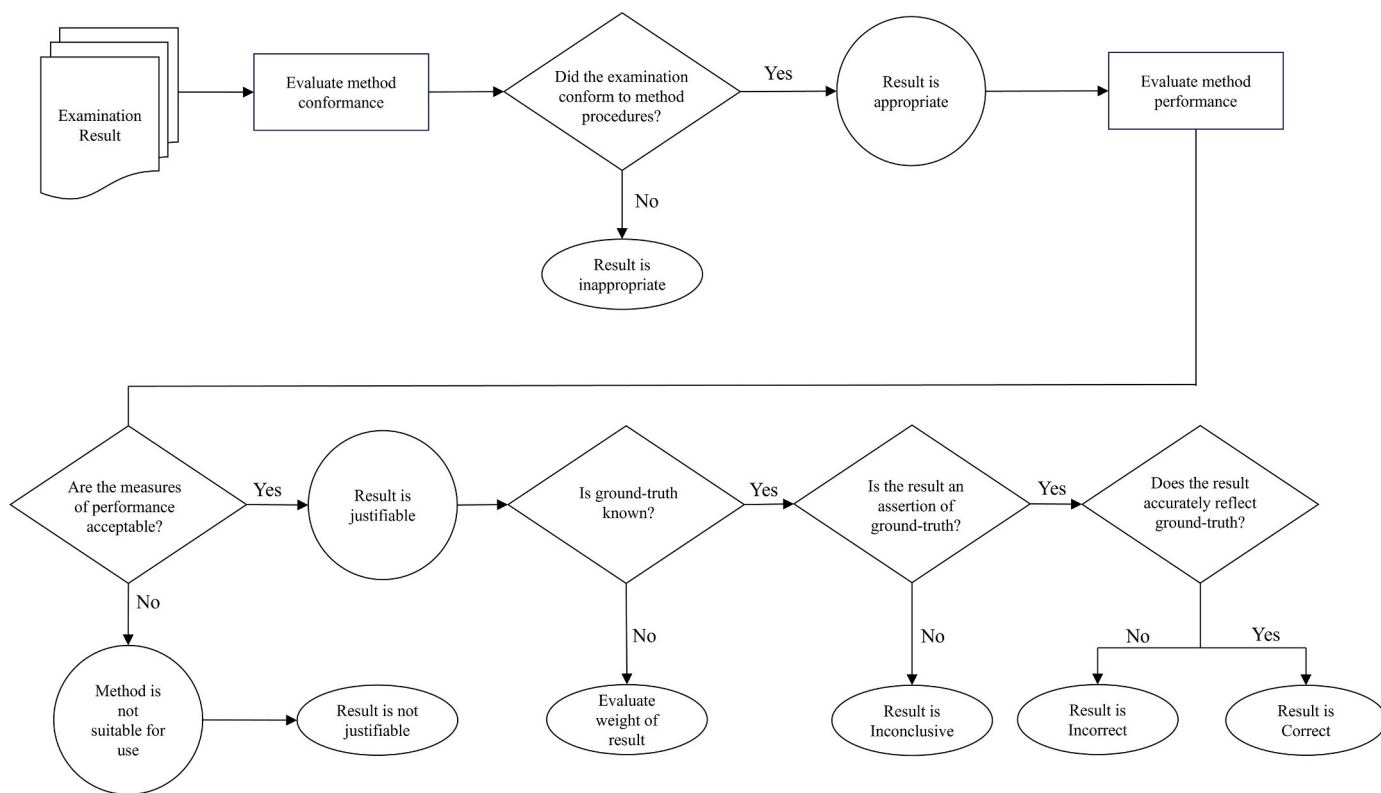 Examination
Result
Evaluate method
conformance
Did the examination
conform to method
procedures?
Yes
Result is
appropriate
Evaluate method
performance
No
Result is
inappropriate
Are the measures
of performance
acceptable?
Yes
Result is
justifiable
Is ground-truth
known?
Yes
Is the result an
assertion of
ground-truth?
Yes
Does the result
accurately reflect
ground-truth?
No
No
No
No
Yes
Method is
not
suitable for
use
Result is not
justifiable
Evaluate
weight of
result
Result is
Inconclusive
Result is
Incorrect
Result is
Correct